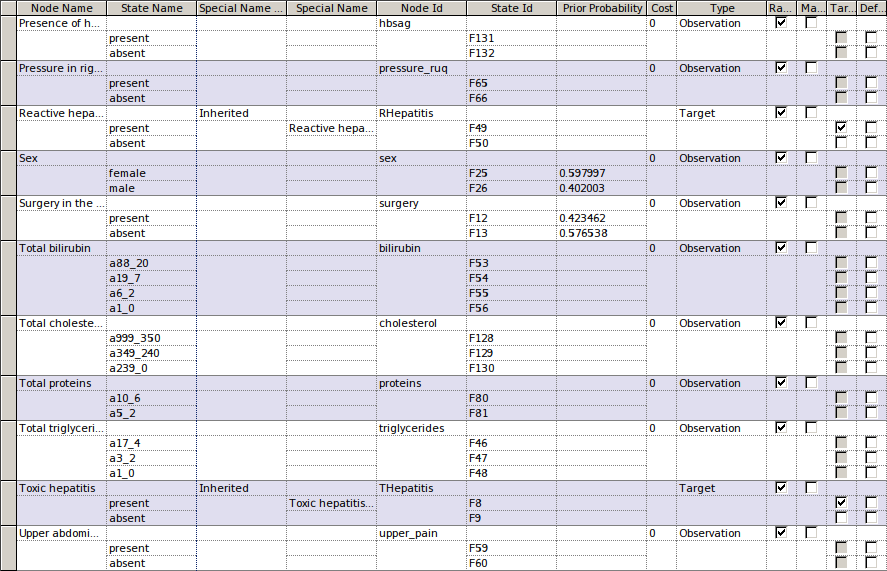 Node Name State Name Special Name ... Special Name Node Id State Id Prior Probability Cost Type Ra... Ma... Tar... Def...
Presence of h... hbsag 0 Observation
present F131
absent F132
Pressure in rig... pressure_ruq 0 Observation
present F65
absent F66
Reactive hepa... Inherited RHepatitis Target
present Reactive hepa... F49
absent F50
Sex sex 0 Observation
female F25 0.597997
male F26 0.402003
Surgery in the ... surgery 0 Observation
present F12 0.423462
absent F13 0.576538
Total bilirubin bilirubin 0 Observation
a88_20 F53
a19_7 F54
a6_2 F55
a1_0 F56
Total choleste... cholesterol 0 Observation
a999_350 F128
a349_240 F129
a239_0 F130
Total proteins proteins 0 Observation
a10_6 F80
a5_2 F81
Total triglyceri... triglycerides 0 Observation
a17_4 F46
a3_2 F47
a1_0 F48
Toxic hepatitis Inherited THepatitis Target
present Toxic hepatitis... F8
absent F9
Upper abdomi... upper_pain 0 Observation
present F59
absent F60